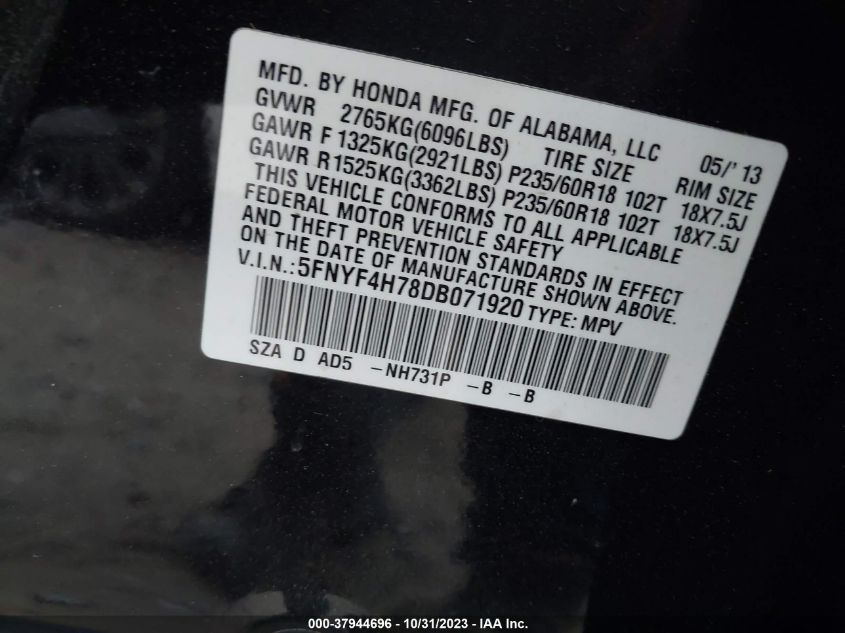 MFD. BY HONDA MFG. OF ALABAMA, LLC 05/'13
GVWR 2765KG(6096LBS) TIRE SIZE RIM SIZE
GAWR F 1325KG(2921LBS) P235/60R18 102T 18X7.5J
GAWR R 1525KG(3362LBS) P235/60R18 102T 18X7.5J
THIS VEHICLE CONFORMS TO ALL APPLICABLE
FEDERAL MOTOR VEHICLE SAFETY
AND THEFT PREVENTION STANDARDS IN EFFECT
ON THE DATE OF MANUFACTURE SHOWN ABOVE.
V.I.N.: 5FNYF4H78DB071920 TYPE: MPV
SZA D AD5 -NH731P -B -B
000-37944696 - 10/31/2023 - IAA Inc.